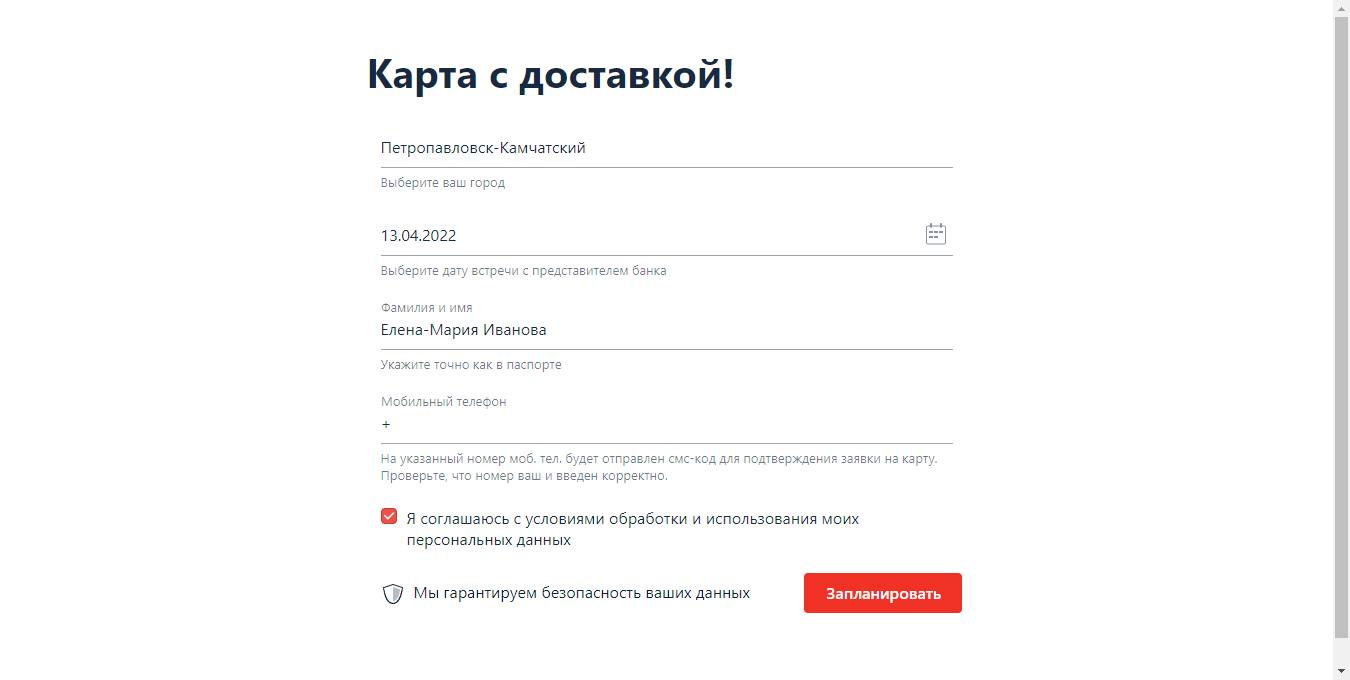 Карта с доставкой!
Петропавловск-Камчатский
Выберите ваш город
13.04.2022
Выберите дату встречи с представителем банка
Фамилия и имя
Елена-Мария Иванова
Укажите точно как в паспорте
Мобильный телефон
+
На указанный номер моб. тел. будет отправлен смс-код для подтверждения заявки на карту.
Проверьте, что номер ваш и введен корректно.
Я соглашаюсь с условиями обработки и использования моих
персональных данных
Мы гарантируем безопасность ваших данных
Запланировать